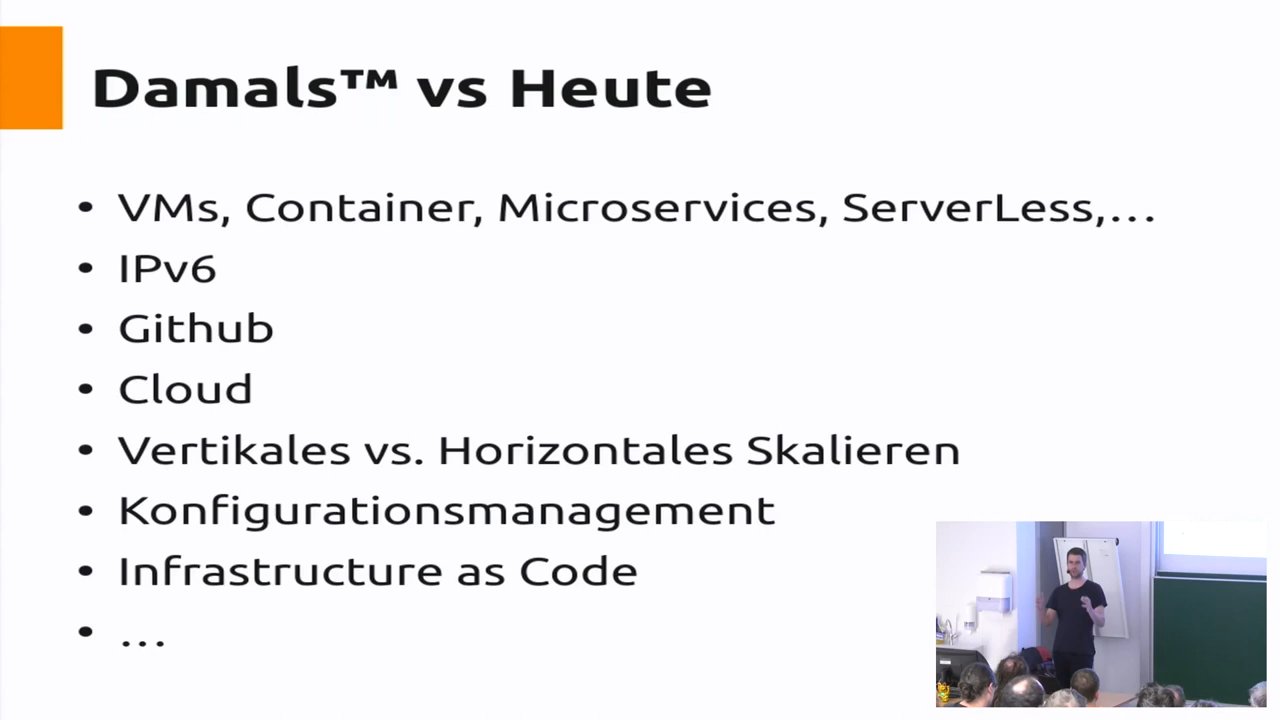 Damals™ vs Heute
• VMs, Container, Microservices, ServerLess,...
• IPv6
• Github
• Cloud
• Vertikales vs. Horizontales Skalieren
• Konfigurationsmanagement
• Infrastructure as Code
• ...